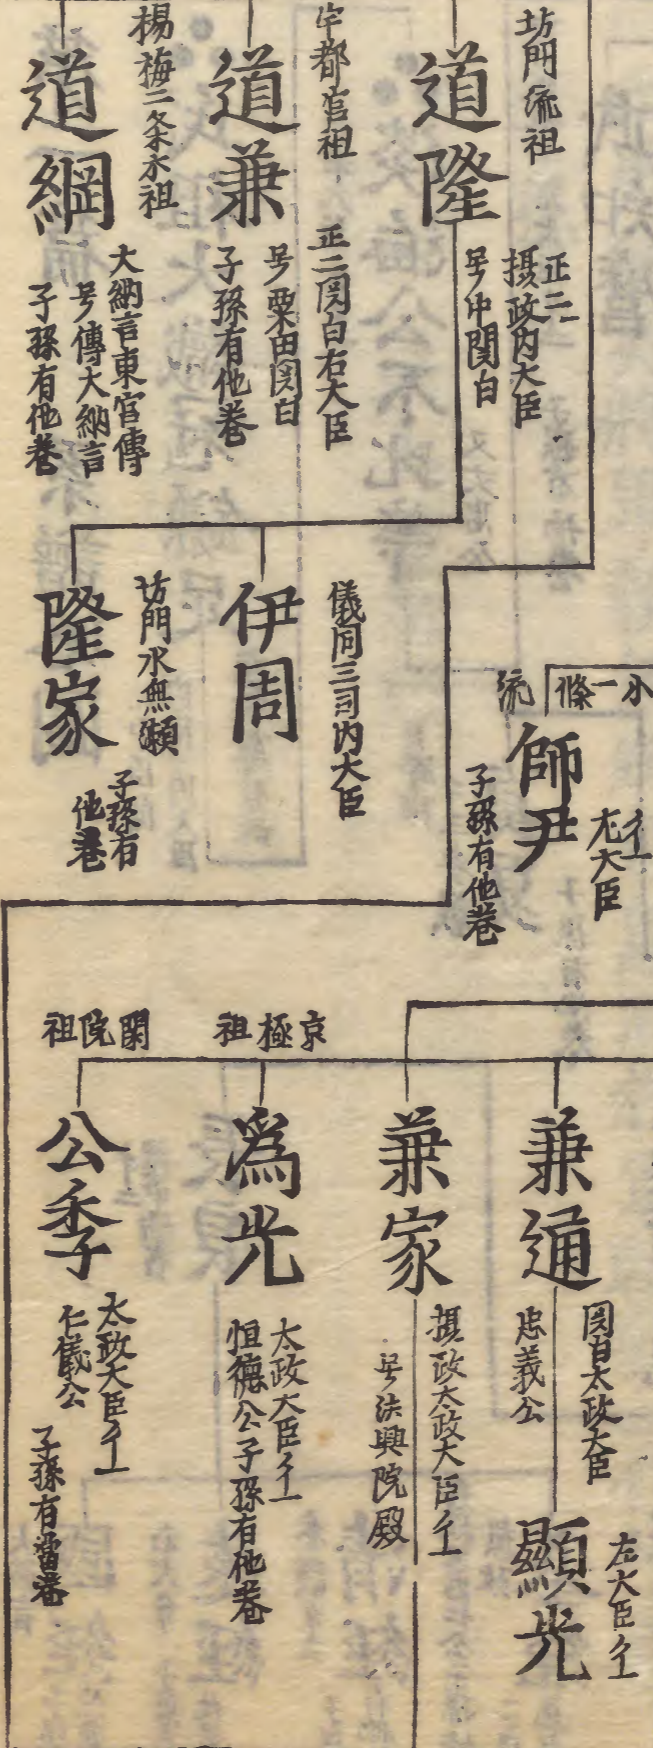 坊門流祖
道隆
正二
摂政内大臣
号中関白
宇都宮祖
道兼
正二関白右大臣
号粟田関白
子孫有他巻
楊梅二条水祖
道綱
大納言東宮傳
号傳大納言
子孫有他巻
儀同三司内大臣
伊周
坊門水無瀬
隆家
子孫有
他巻
小一條
流
師尹
左大臣
子孫有他巻
兼通
関白太政大臣
忠義公
顯光
左大臣
兼家
摂政太政大臣
号法興院殿
京極祖
為光
太政大臣
恒德公子孫有他巻
閑院祖
公季
太政大臣
仁儀公
子孫有当巻